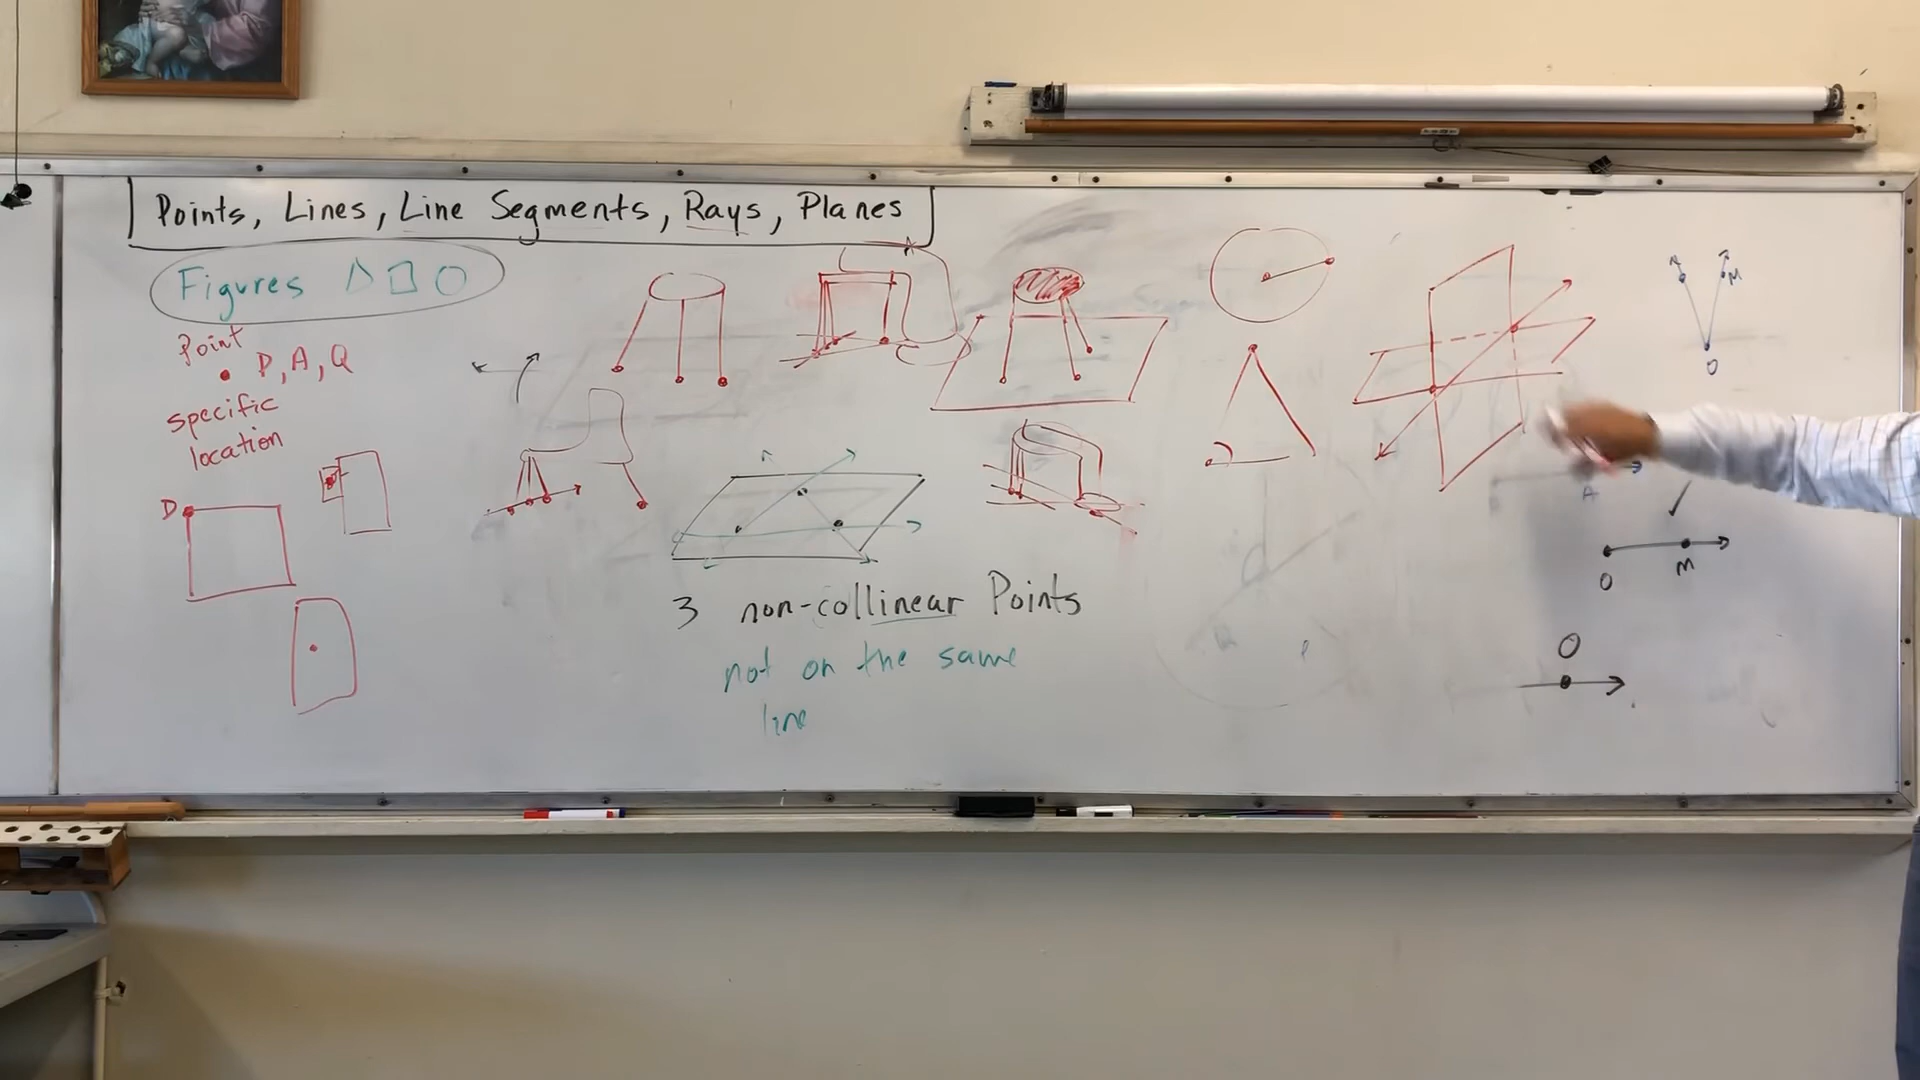 Points, Lines, Line Segments, Rays, Planes
Figures
Point
P, A, Q
specific
location
D
3 non-collinear Points
not on the same
line
M
O
A
O M
O